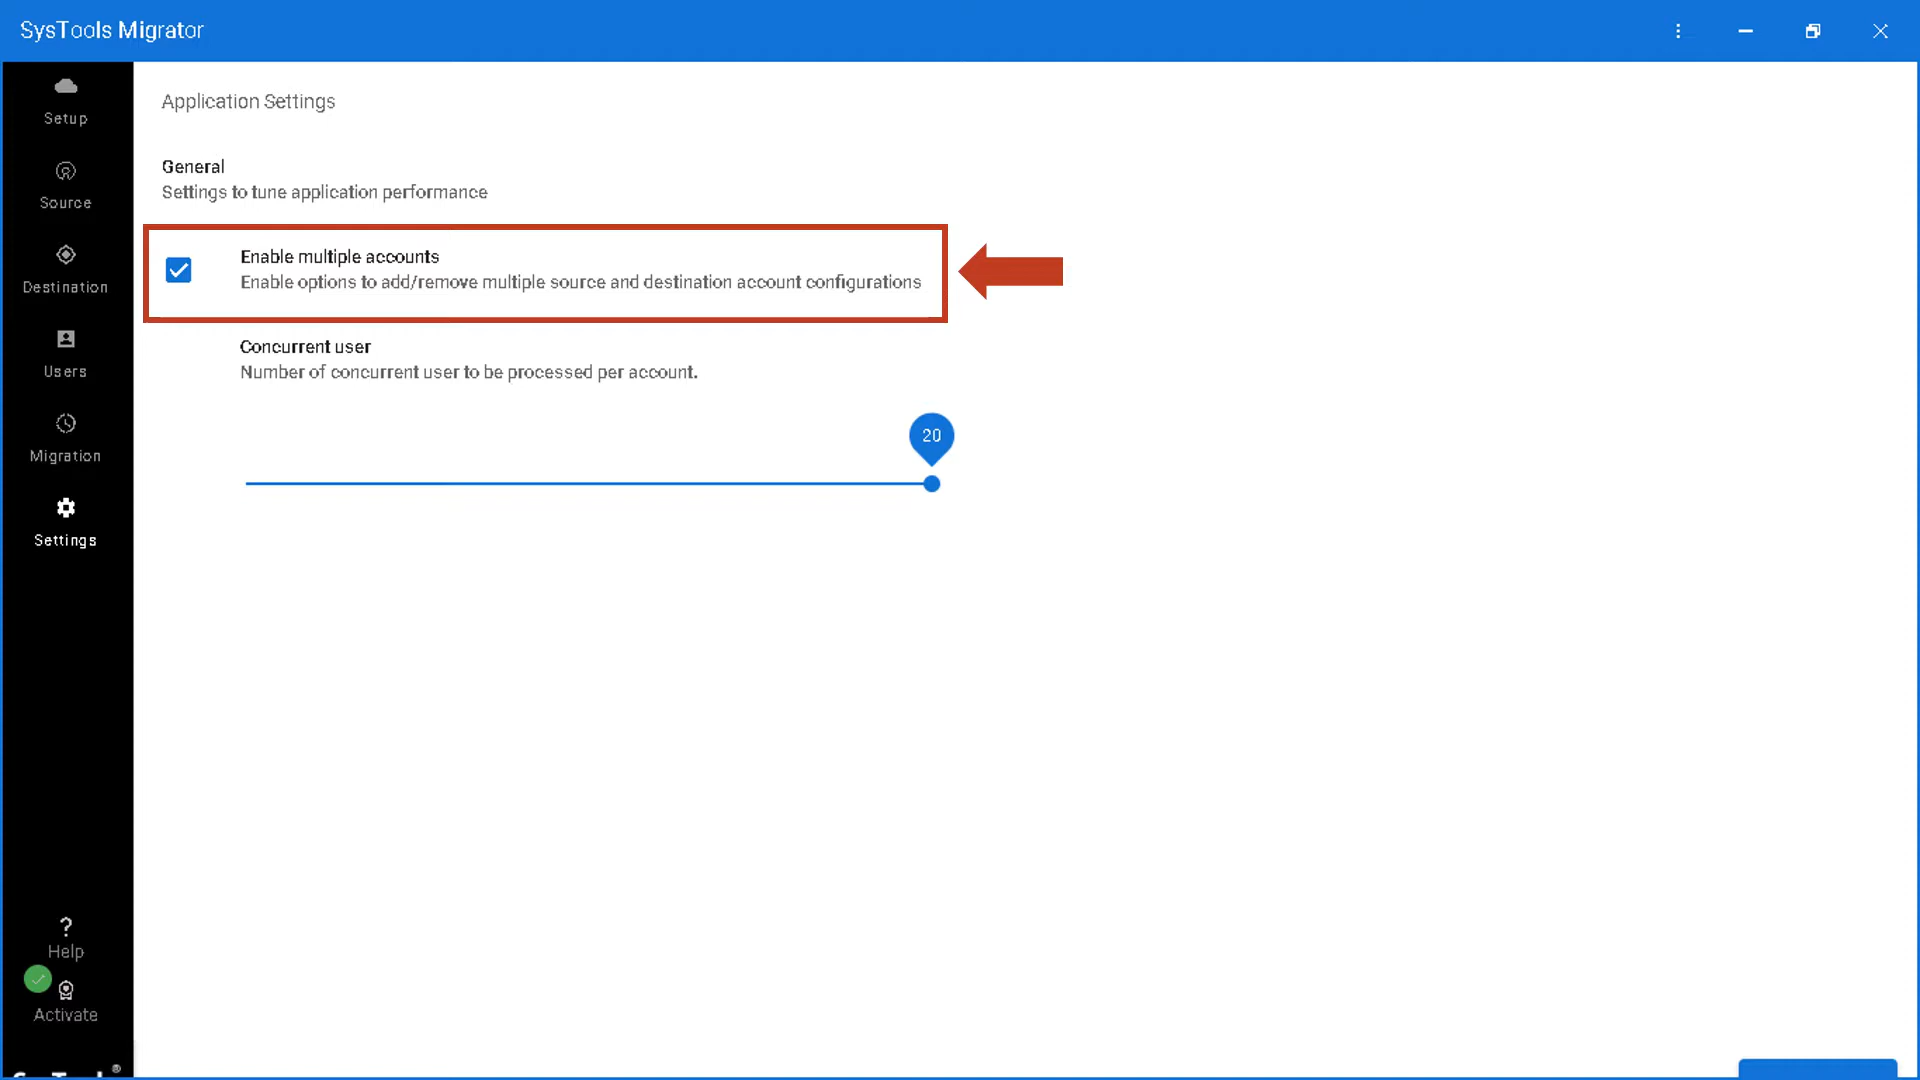 SysTools Migrator
Setup
Source
Destination
Users
Migration
Settings
Help
Activate
Application Settings
General
Settings to tune application performance
Enable multiple accounts
Enable options to add/remove multiple source and destination account configurations
Concurrent user
Number of concurrent user to be processed per account.
20